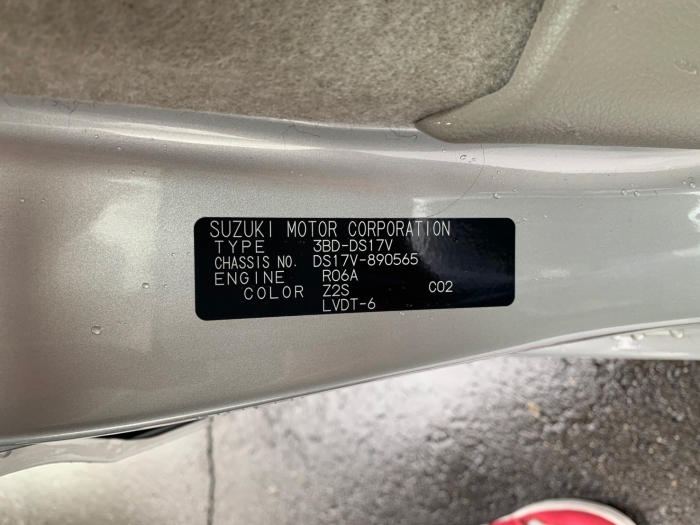 SUZUKI MOTOR CORPORATION
TYPE 3BD-DS17V
CHASSIS NO. DS17V-890565
ENGINE R06A
COLOR Z2S C02
LVDT-6